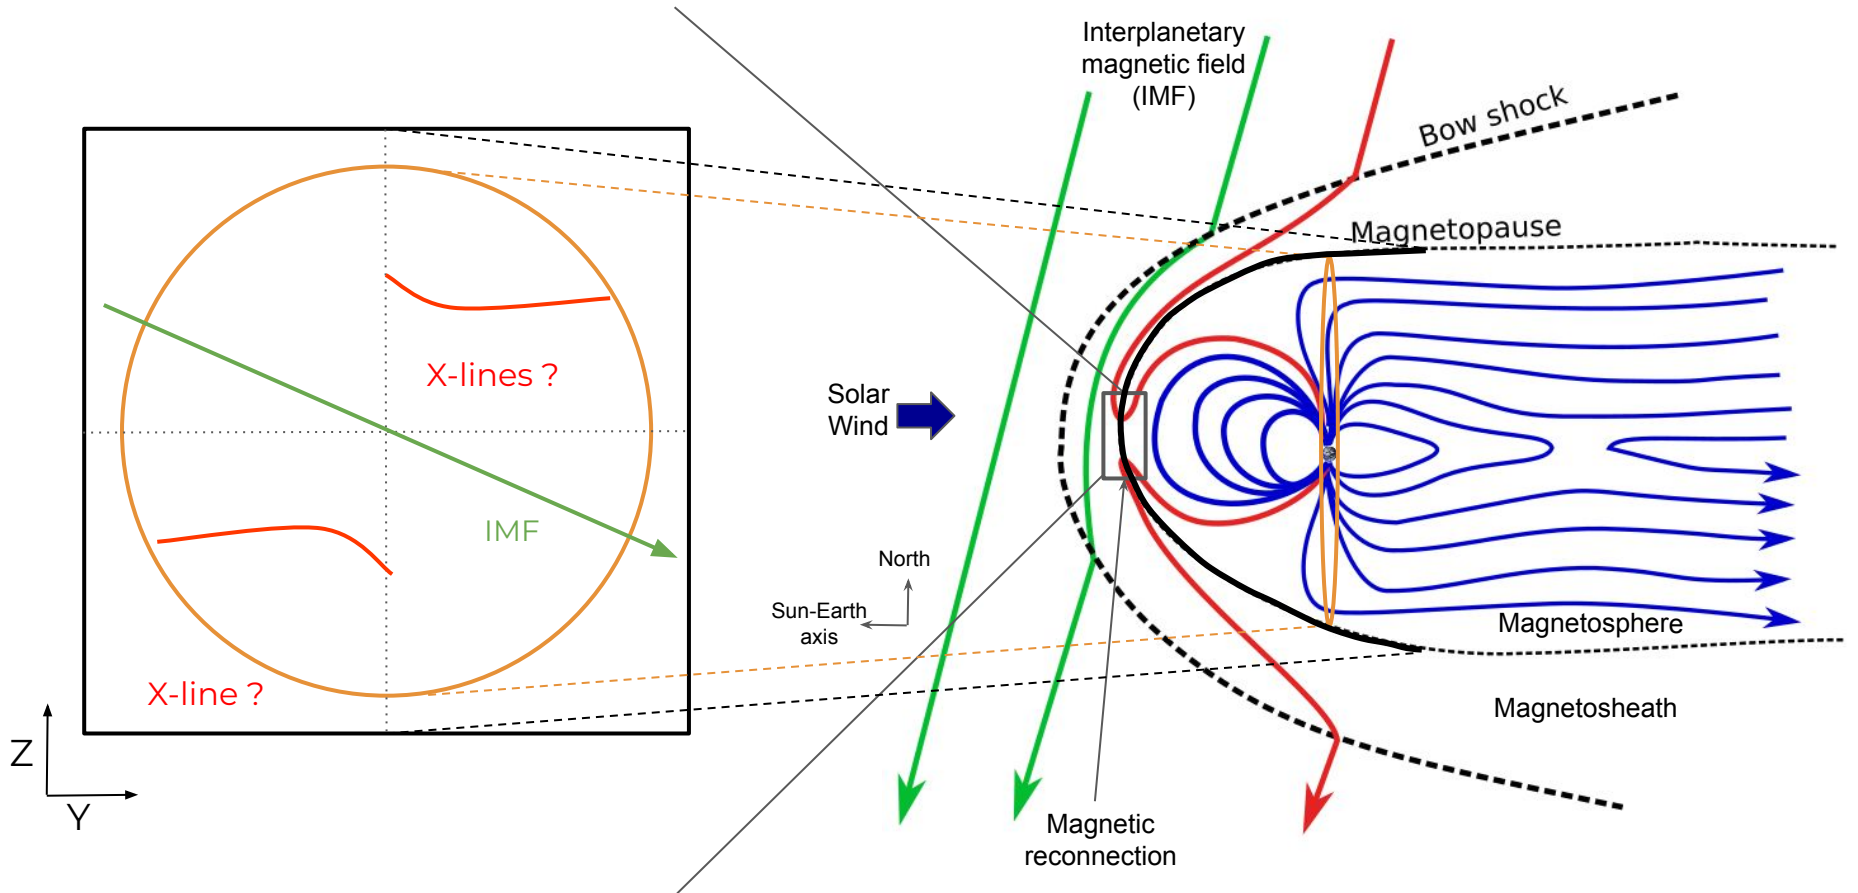 Interplanetary
magnetic field
(IMF)
Bow shock
Magnetopause
X-lines ?
Solar
Wind
IMF
North
Sun-Earth
axis
Magnetosphere
X-line ?
Magnetosheath
Z
Y
Magnetic
reconnection